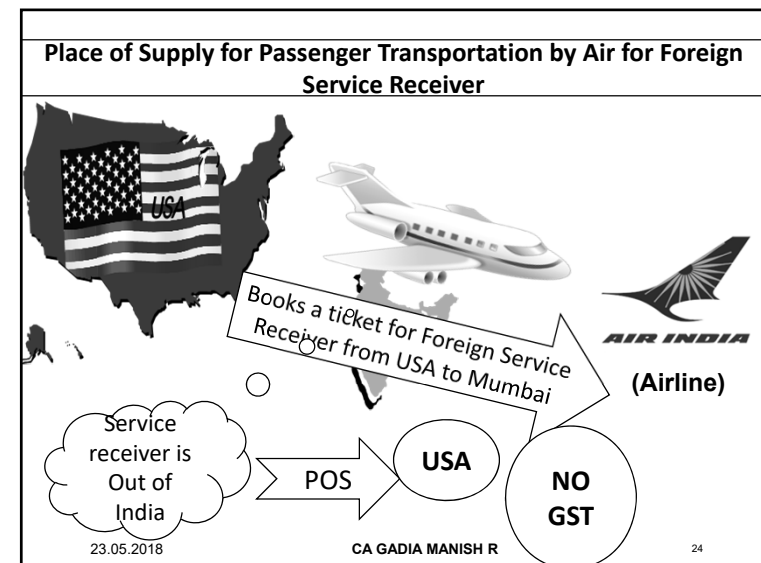 Place of Supply for Passenger Transportation by Air for Foreign
Service Receiver
USA
Books a ticket for Foreign Service
Receiver from USA to Mumbai
AIR INDIA
(Airline)
Service
receiver is
Out of
India
POS
USA
NO
GST
23.05.2018
CA GADIA MANISH R
24